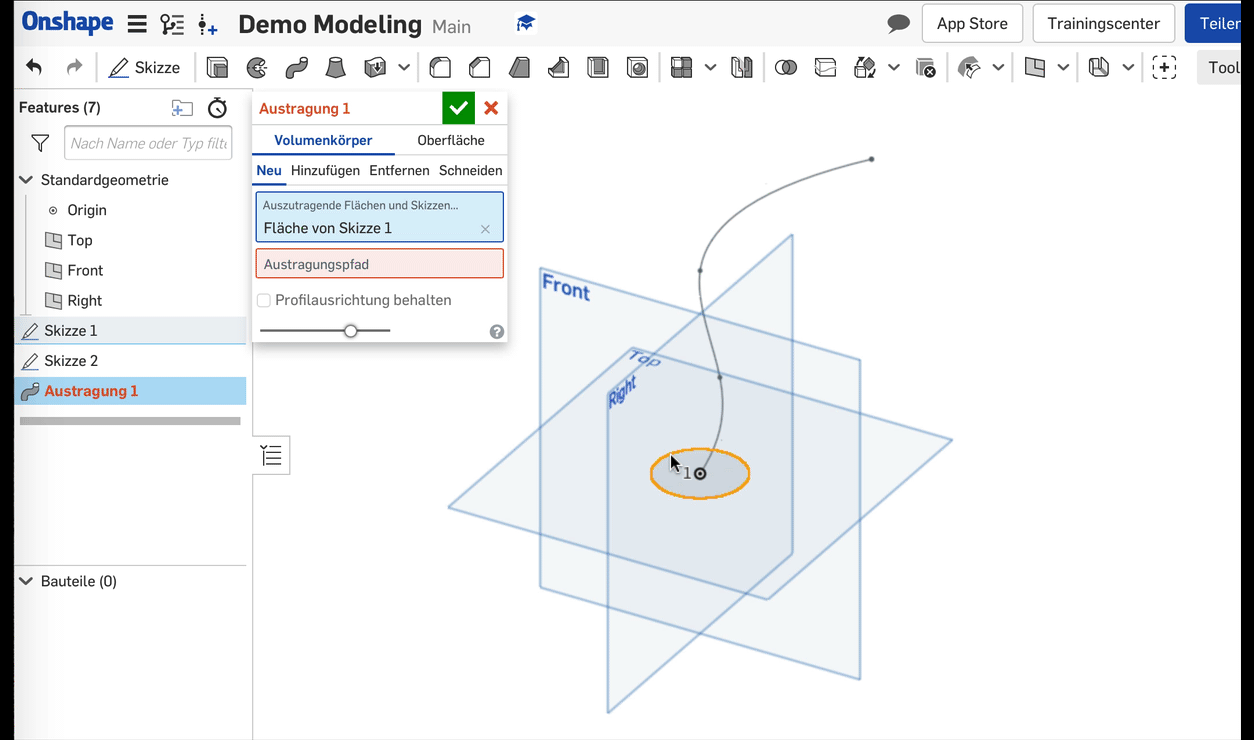 Onshape Demo Modeling Main App Store Trainingscenter Teiler
Skizze Tool
Features (7)
Nach Name oder Typ filte
Standardgeometrie
Origin
Top
Front
Right
Skizze 1
Skizze 2
Austragung 1
Bauteile (0)
Austragung 1
Volumenkörper Oberfläche
Neu Hinzufügen Entfernen Schneiden
Auszutragende Flächen und Skizzen...
Fläche von Skizze 1
Austragungspfad
Profilausrichtung behalten
Front
Top
Right
1